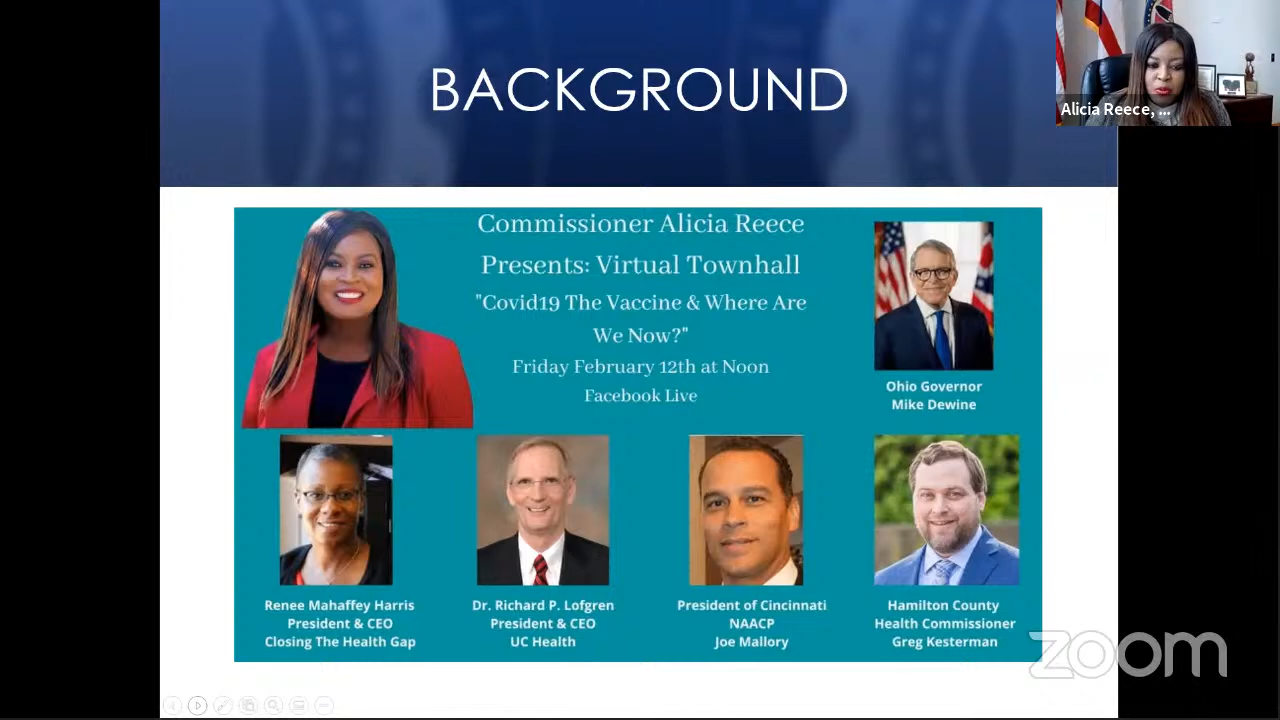 BACKGROUND
Alicia Reece, ...
Commissioner Alicia Reece
Presents: Virtual Townhall
"Covid19 The Vaccine & Where Are
We Now?"
Friday February 12th at Noon
Facebook Live
Ohio Governor
Mike Dewine
Renee Mahaffey Harris
President & CEO
Closing The Health Gap
Dr. Richard P. Lofgren
President & CEO
UC Health
President of Cincinnati
NAACP
Joe Mallory
Hamilton County
Health Commissioner
Greg Kesterman
zoom